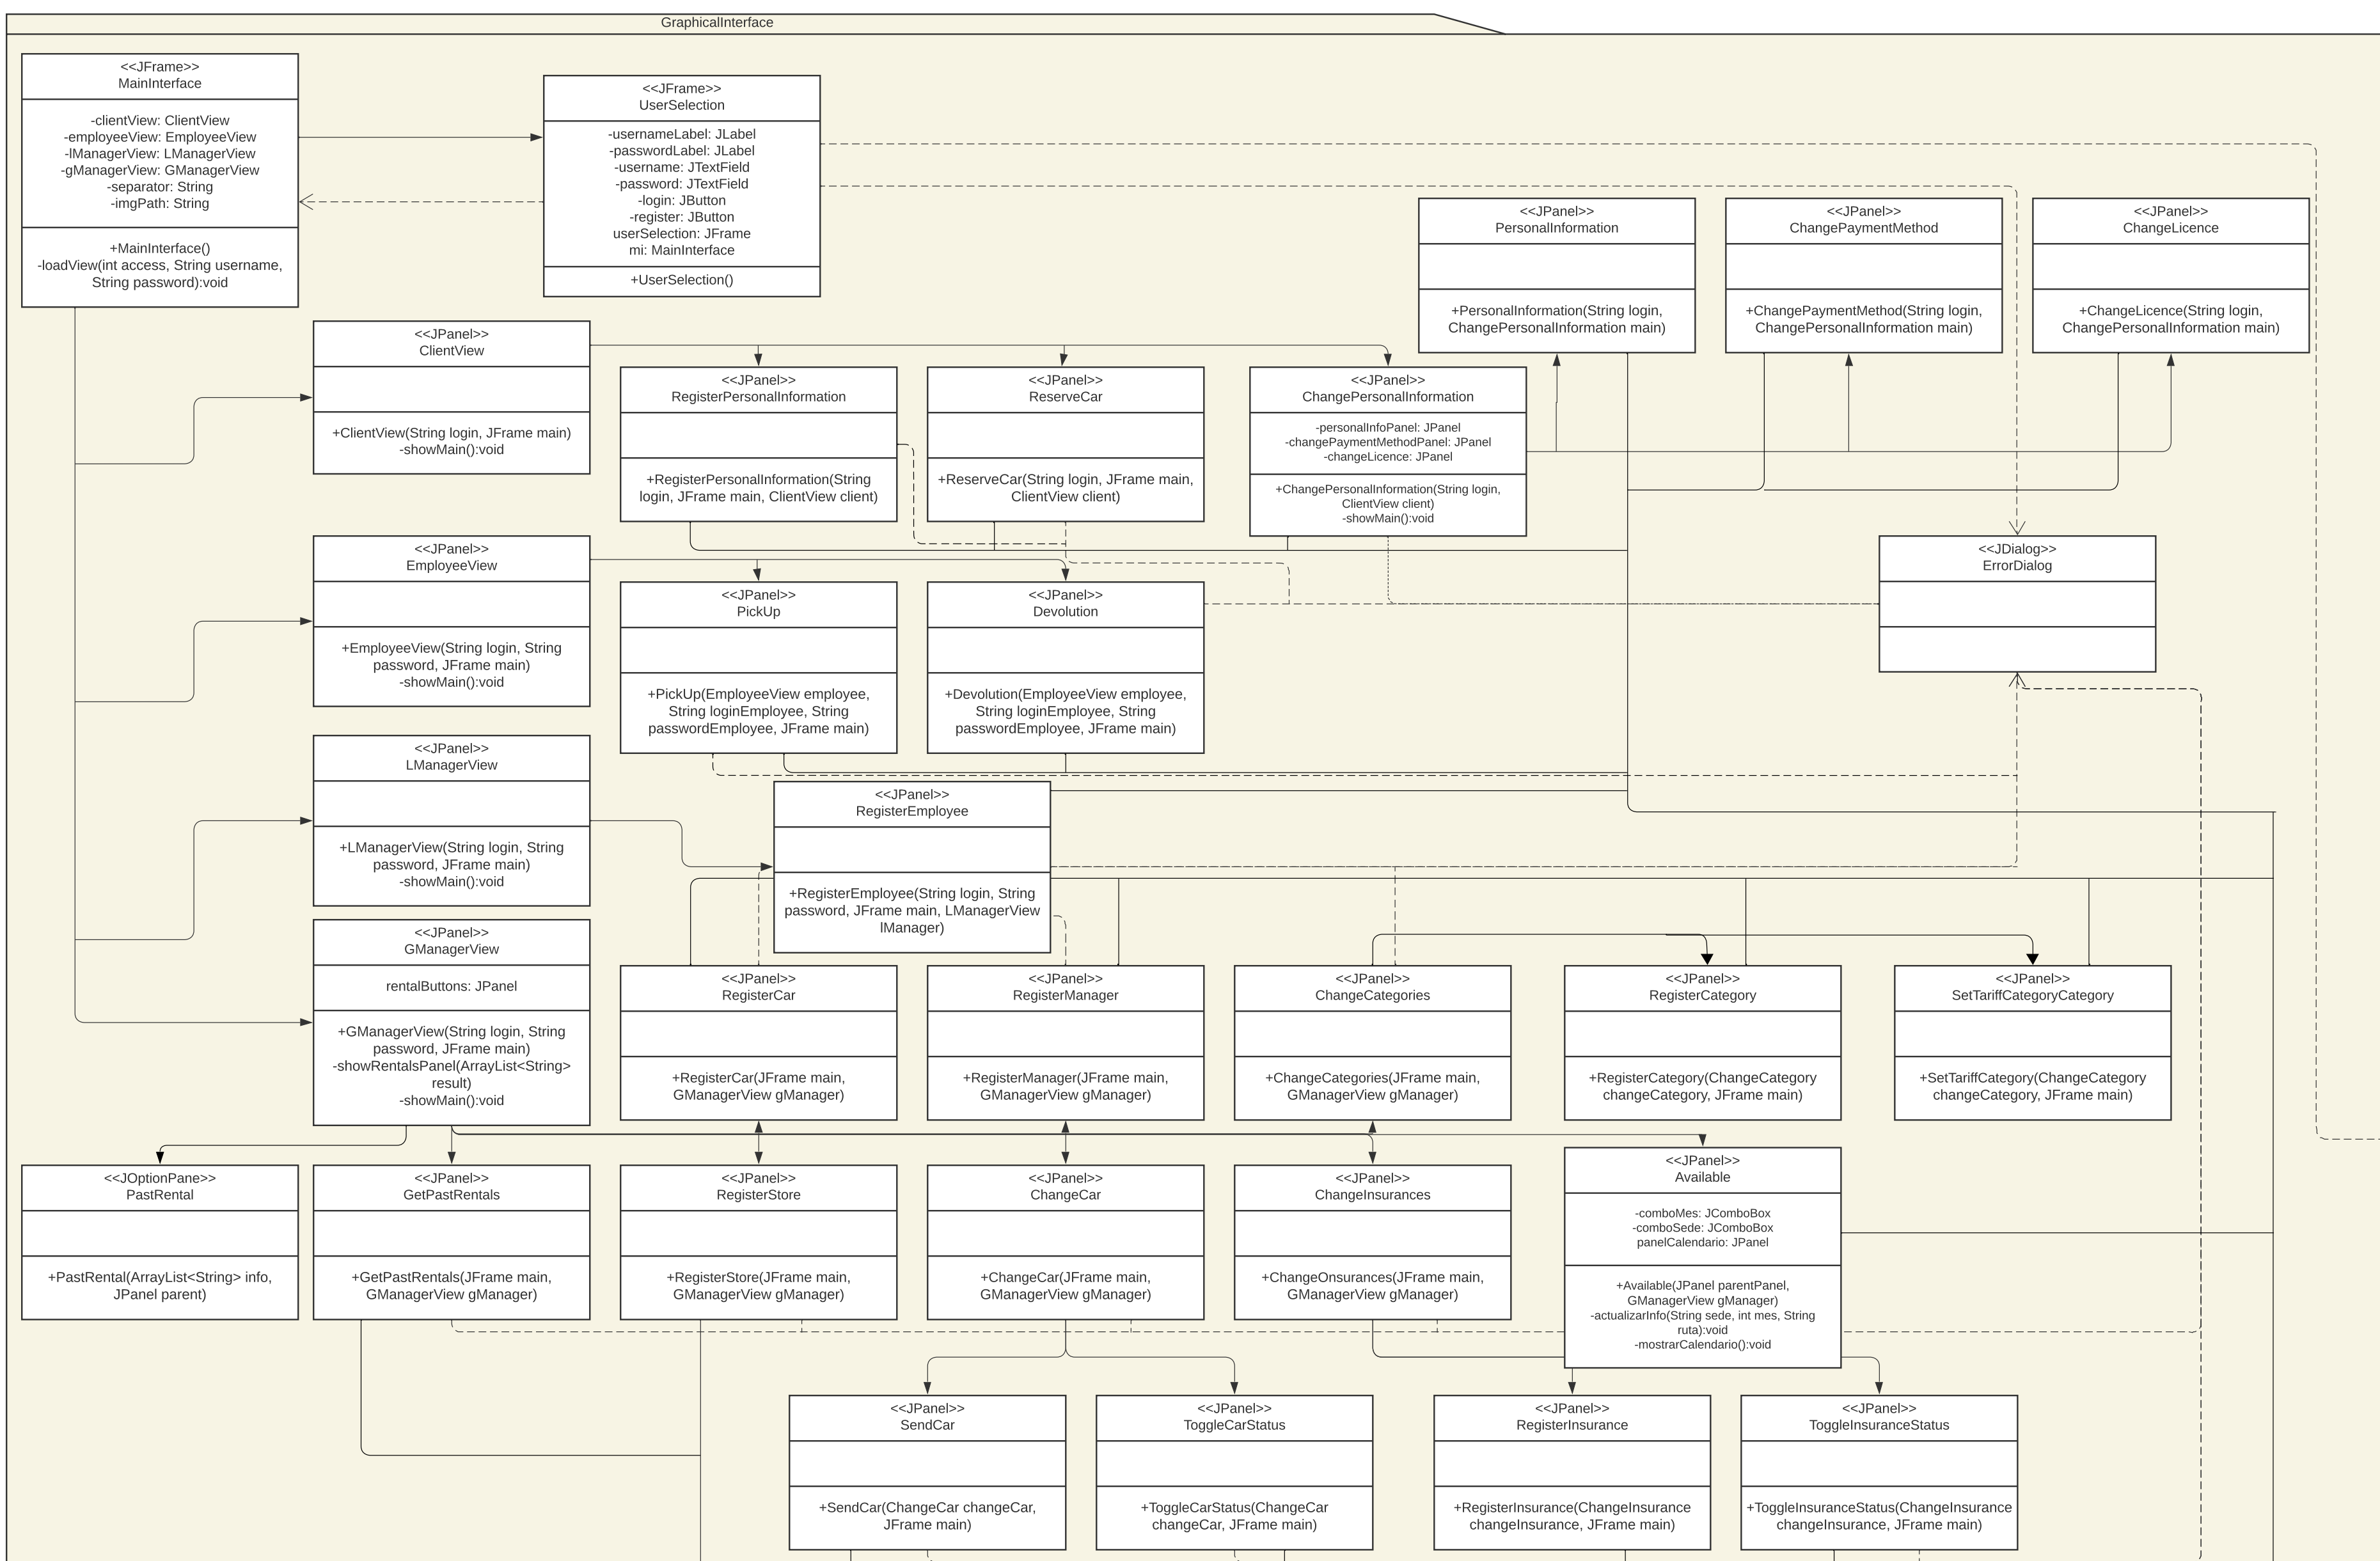 GraphicalInterface
<<JFrame>>
MainInterface
-clientView: ClientView
-employeeView: EmployeeView
-lManagerView: LManagerView
-gManagerView: GManagerView
-separator: String
-imgPath: String
+MainInterface()
-loadView(int access, String username,
String password):void
<<JFrame>>
UserSelection
-usernameLabel: JLabel
-passwordLabel: JLabel
-username: JTextField
-password: JTextField
-login: JButton
-register: JButton
userSelection: JFrame
mi: MainInterface
+UserSelection()
<<JPanel>>
PersonalInformation
+PersonalInformation(String login,
ChangePersonalInformation main)
<<JPanel>>
ChangePaymentMethod
+ChangePaymentMethod(String login,
ChangePersonalInformation main)
<<JPanel>>
ChangeLicence
+ChangeLicence(String login,
ChangePersonalInformation main)
<<JPanel>>
ClientView
+ClientView(String login, JFrame main)
-showMain():void
<<JPanel>>
RegisterPersonalInformation
+RegisterPersonalInformation(String
login, JFrame main, ClientView client)
<<JPanel>>
ReserveCar
+ReserveCar(String login, JFrame main,
ClientView client)
<<JPanel>>
ChangePersonalInformation
-personalInfoPanel: JPanel
-changePaymentMethodPanel: JPanel
-changeLicence: JPanel
+ChangePersonalInformation(String login,
ClientView client)
-showMain():void
<<JPanel>>
EmployeeView
+EmployeeView(String login, String
password, JFrame main)
-showMain():void
<<JPanel>>
PickUp
+PickUp(EmployeeView employee,
String loginEmployee, String
passwordEmployee, JFrame main)
<<JPanel>>
Devolution
+Devolution(EmployeeView employee,
String loginEmployee, String
passwordEmployee, JFrame main)
<<JDialog>>
ErrorDialog
<<JPanel>>
LManagerView
+LManagerView(String login, String
password, JFrame main)
-showMain():void
<<JPanel>>
RegisterEmployee
+RegisterEmployee(String login, String
password, JFrame main, LManagerView
lManager)
<<JPanel>>
GManagerView
rentalButtons: JPanel
+GManagerView(String login, String
password, JFrame main)
-showRentalsPanel(ArrayList<String>
result)
-showMain():void
<<JPanel>>
RegisterCar
+RegisterCar(JFrame main,
GManagerView gManager)
<<JPanel>>
RegisterManager
+RegisterManager(JFrame main,
GManagerView gManager)
<<JPanel>>
ChangeCategories
+ChangeCategories(JFrame main,
GManagerView gManager)
<<JPanel>>
RegisterCategory
+RegisterCategory(ChangeCategory
changeCategory, JFrame main)
<<JPanel>>
SetTariffCategoryCategory
+SetTariffCategory(ChangeCategory
changeCategory, JFrame main)
<<JOptionPane>>
PastRental
+PastRental(ArrayList<String> info,
JPanel parent)
<<JPanel>>
GetPastRentals
+GetPastRentals(JFrame main,
GManagerView gManager)
<<JPanel>>
RegisterStore
+RegisterStore(JFrame main,
GManagerView gManager)
<<JPanel>>
ChangeCar
+ChangeCar(JFrame main,
GManagerView gManager)
<<JPanel>>
ChangeInsurances
+ChangeOnsurances(JFrame main,
GManagerView gManager)
<<JPanel>>
Available
-comboMes: JComboBox
-comboSede: JComboBox
panelCalendario: JPanel
+Available(JPanel parentPanel,
GManagerView gManager)
-actualizarInfo(String sede, int mes, String
ruta):void
-mostrarCalendario():void
<<JPanel>>
SendCar
+SendCar(ChangeCar changeCar,
JFrame main)
<<JPanel>>
ToggleCarStatus
+ToggleCarStatus(ChangeCar
changeCar, JFrame main)
<<JPanel>>
RegisterInsurance
+RegisterInsurance(ChangeInsurance
changeInsurance, JFrame main)
<<JPanel>>
ToggleInsuranceStatus
+ToggleInsuranceStatus(ChangeInsurance
changeInsurance, JFrame main)